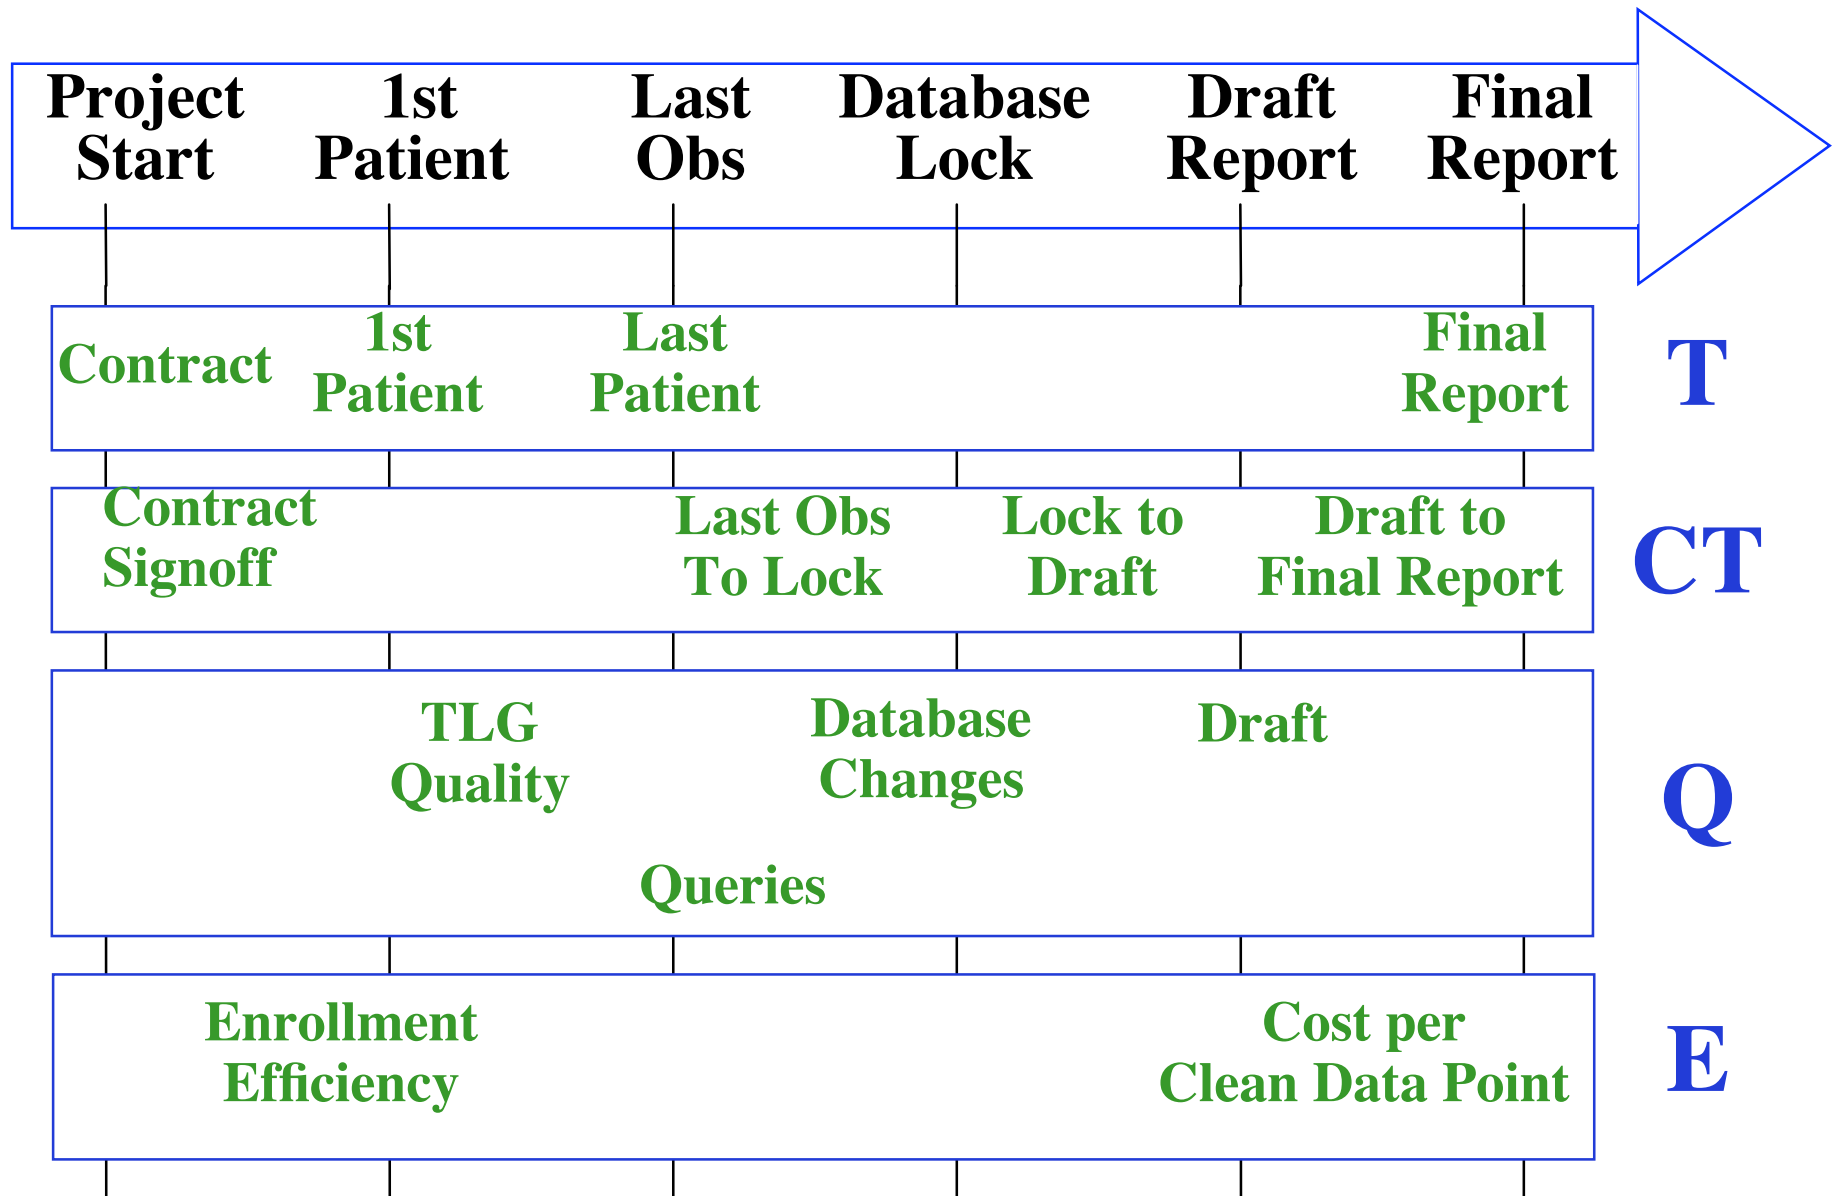 Project
Start
1st
Patient
Last
Obs
Database
Lock
Draft
Report
Final
Report
Contract
1st
Patient
Last
Patient
Final
Report
T
Contract
Signoff
Last Obs
To Lock
Lock to
Draft
Draft to
Final Report
CT
TLG
Quality
Database
Changes
Draft
Queries
Q
Enrollment
Efficiency
Cost per
Clean Data Point
E